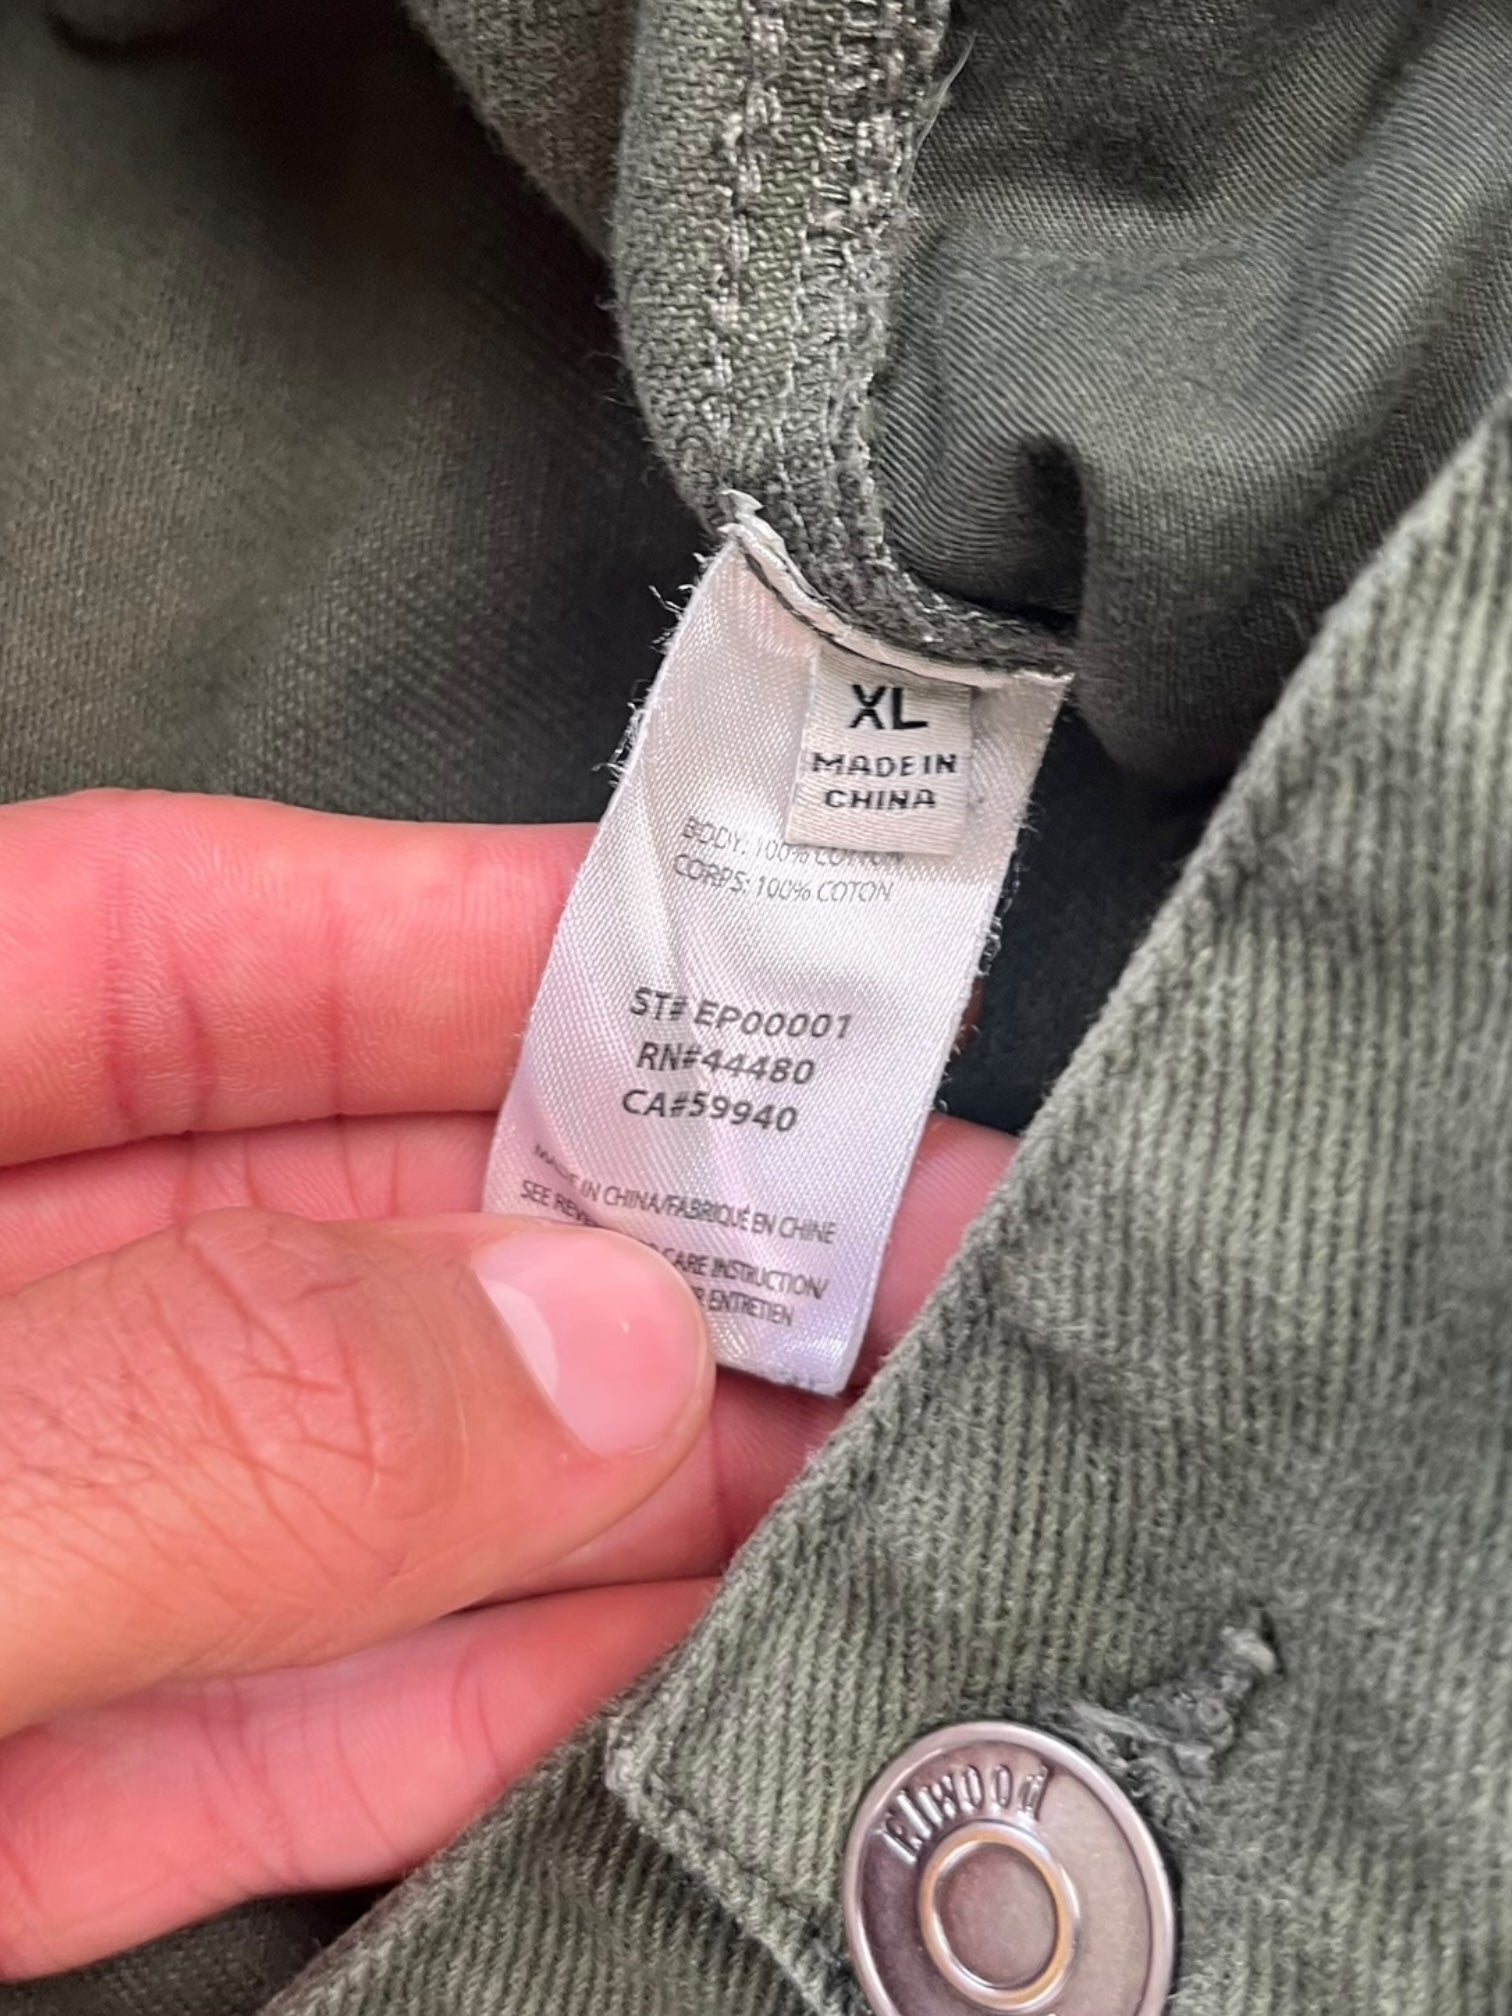 XL
MADE IN
CHINA
BODY: 100% COTTON
CORPS: 100% COTON
ST# EP00001
RN#44480
CA#59940
MADE IN CHINA/FABRIQUÉ EN CHINE
SEE
CARE INSTRUCTION/
ENTRETIEN
Elwood